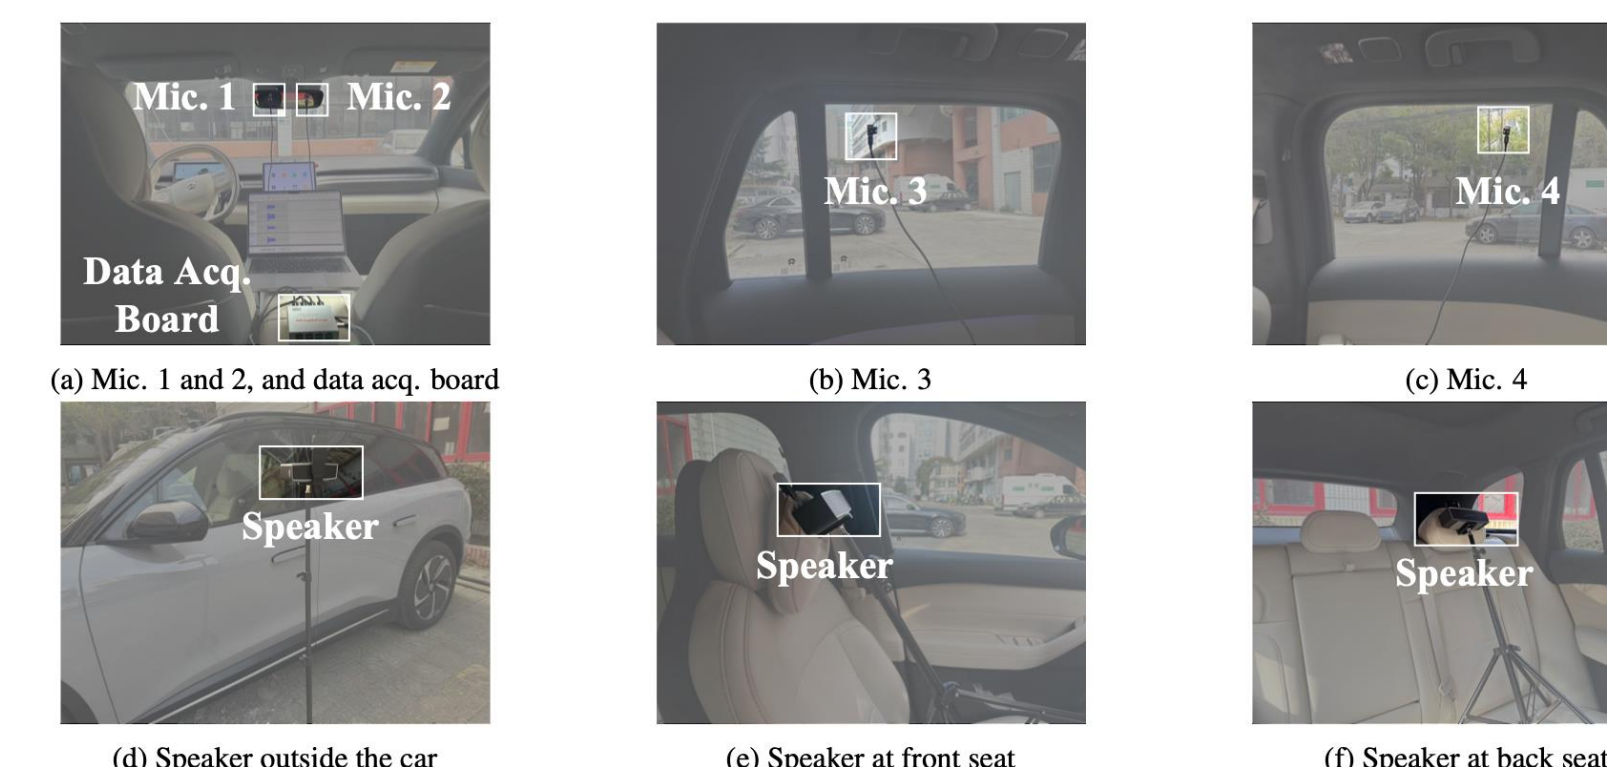 Mic. 1
Mic. 2
Data Acq.
Board
(a) Mic. 1 and 2, and data acq. board
Mic. 3
(b) Mic. 3
Mic. 4
(c) Mic. 4
Speaker
(d) Speaker outside the car
Speaker
(e) Speaker at front seat
Speaker
(f) Speaker at back seat